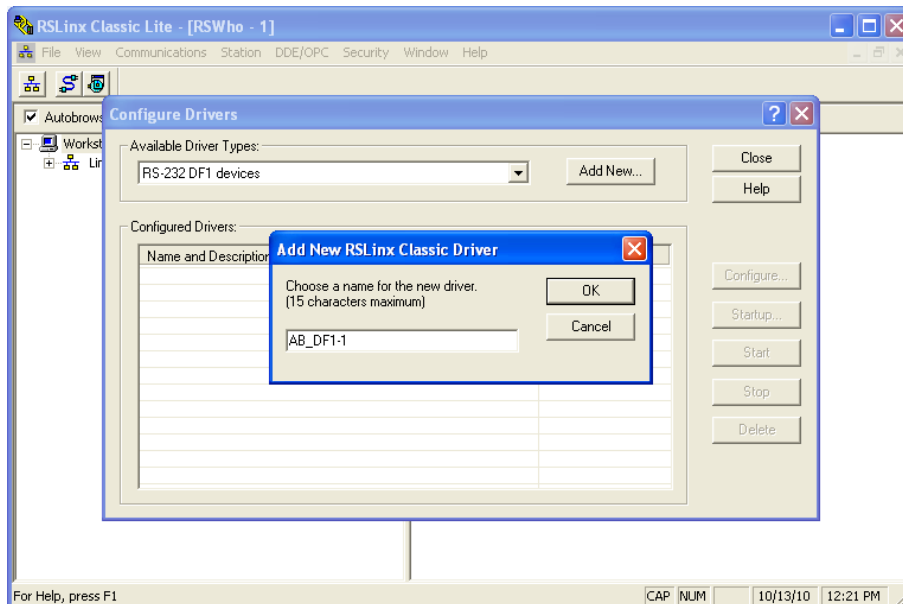 RSLinx Classic Lite - [RSWho - 1]
File View Communications Station DDE/OPC Security Window Help
Autobrows
Workst
Lin
Configure Drivers
Available Driver Types:
RS-232 DF1 devices
Add New...
Close
Help
Configured Drivers:
Name and Description
Add New RSLinx Classic Driver
Choose a name for the new driver.
(15 characters maximum)
AB_DF1-1
OK
Cancel
Configure...
Startup...
Start
Stop
Delete
For Help, press F1
CAP NUM 10/13/10 12:21 PM